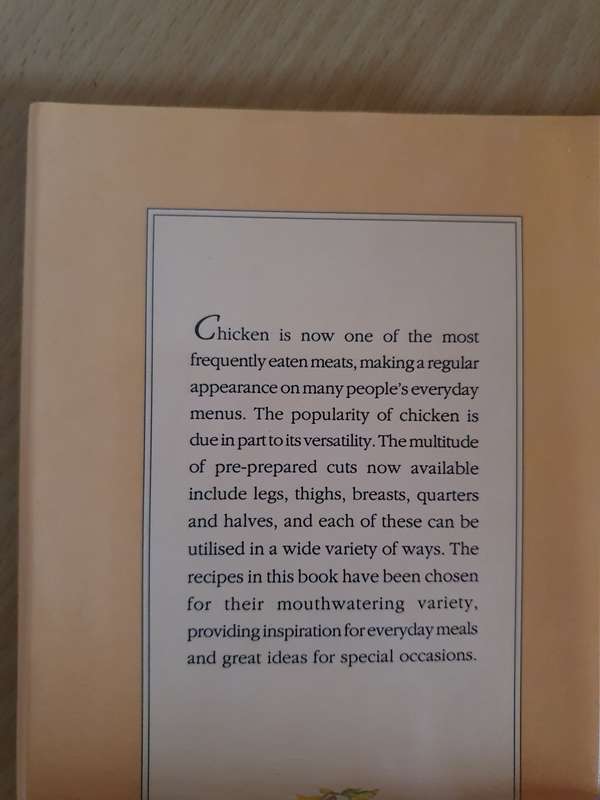 Chicken is now one of the most
frequently eaten meats, making a regular
appearance on many people's everyday
menus. The popularity of chicken is
due in part to its versatility. The multitude
of pre-prepared cuts now available
include legs, thighs, breasts, quarters
and halves, and each of these can be
utilised in a wide variety of ways. The
recipes in this book have been chosen
for their mouthwatering variety,
providing inspiration for everyday meals
and great ideas for special occasions.